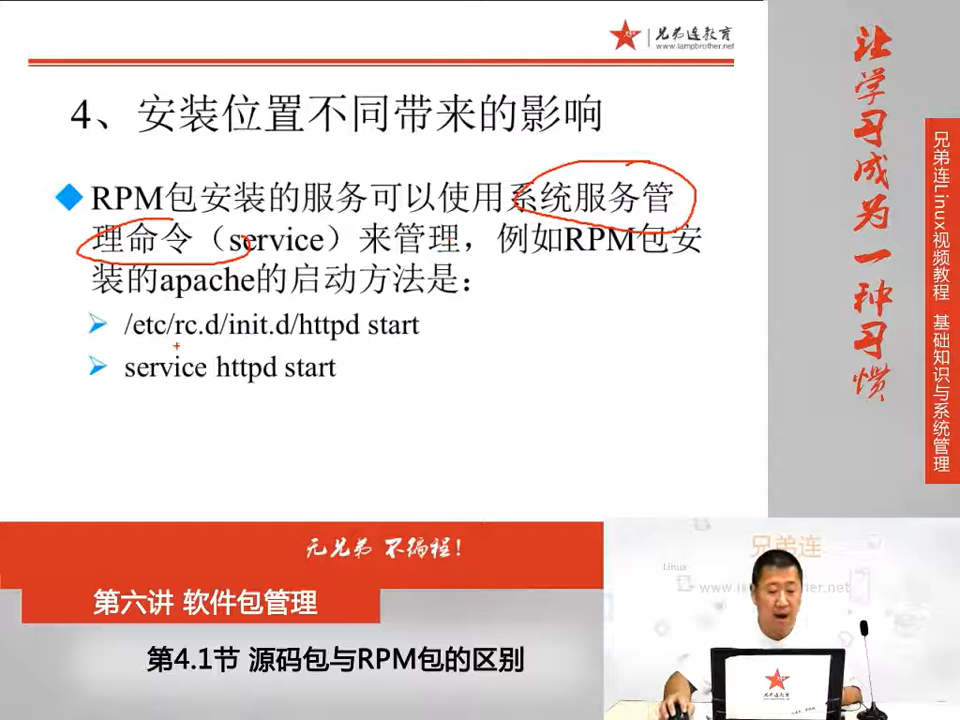 兄弟连教育
www.lampbrother.net
4、安装位置不同带来的影响
RPM包安装的服务可以使用系统服务管
理命令（service）来管理，例如RPM包安
装的apache的启动方法是：
/etc/rc.d/init.d/httpd start
service httpd start
让学习成为一种习惯
兄弟连Linux视频教程 基础知识与系统管理
无兄弟 不编程！
第六讲 软件包管理
第4.1节 源码包与RPM包的区别
兄弟连
Linux